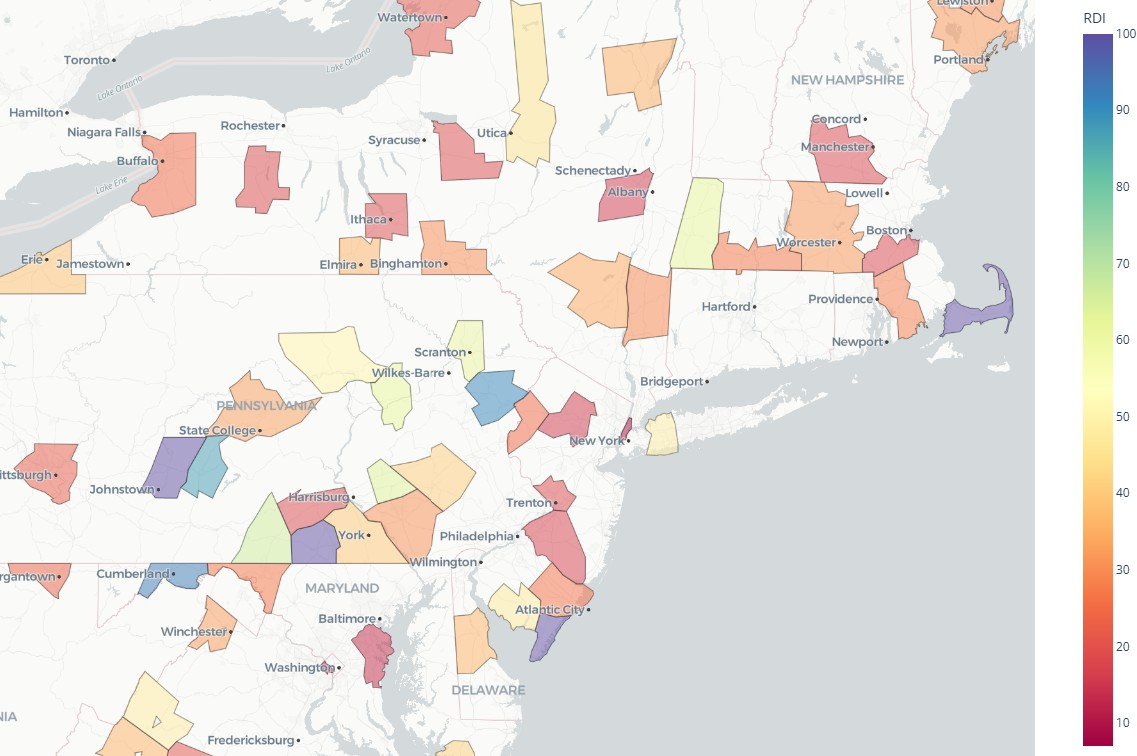 Lewiston
Watertown
RDI
100
Toronto
Lake Ontario
Lake Ontario
Portland
NEW HAMPSHIRE
90
Hamilton
Niagara Falls
Rochester
Syracuse
Utica
Concord
Manchester
Buffalo
Schenectady
80
Lake Erie
Albany
Lowell
Ithaca
Boston
Worcester
Erie
Jamestown
Elmira
Binghamton
70
Hartford
Providence
Newport
60
Scranton
Wilkes-Barre
Bridgeport
PENNSYLVANIA
50
State College
New York
ittsburgh
Johnstown
Harrisburg
Trenton
40
York
Philadelphia
Wilmington
rgantown
Cumberland
MARYLAND
30
Atlantic City
Baltimore
Winchester
20
Washington
DELAWARE
NIA
10
Fredericksburg